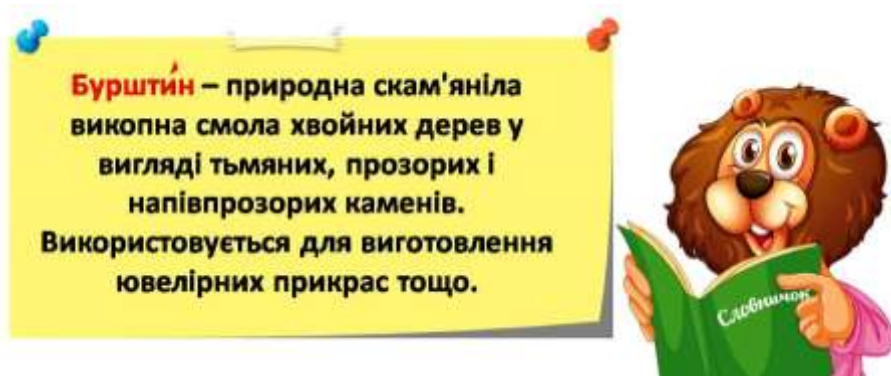 Буршти́н – природна скам'яніла
викопна смола хвойних дерев у
вигляді тьмяних, прозорих і
напівпрозорих каменів.
Використовується для виготовлення
ювелірних прикрас тощо.
Словничок